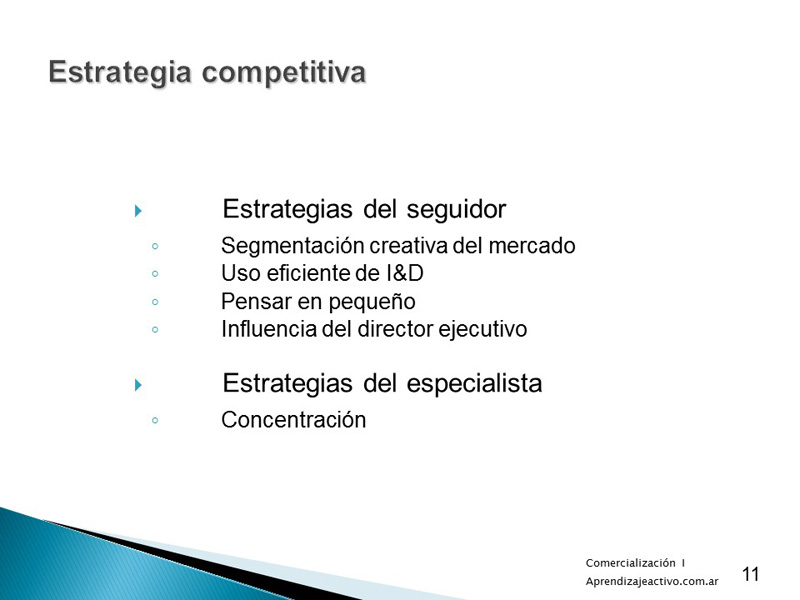 Estrategia competitiva
Estrategias del seguidor
Segmentación creativa del mercado
Uso eficiente de I&D
Pensar en pequeño
Influencia del director ejecutivo
Estrategias del especialista
Concentración
Comercialización I
Aprendizajeactivo.com.ar
11